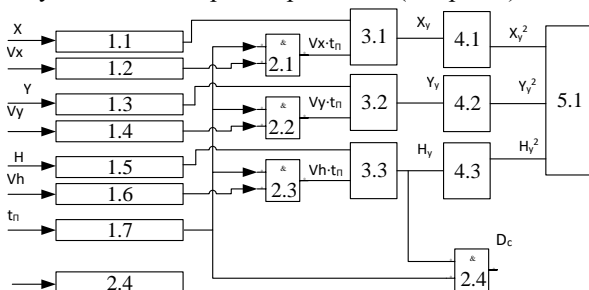 X 1.1 3.1 Xy 4.1 Xy²
Vx 1.2 & 2.1 Vx·tП 5.1
Y 1.3 3.2 Yy 4.2 Yy²
Vy 1.4 & 2.2 Vy·tП
H 1.5 3.3 Hy 4.3 Hy²
Vh 1.6 & 2.3 Vh·tП
tП 1.7
Dc
2.4 & 2.4